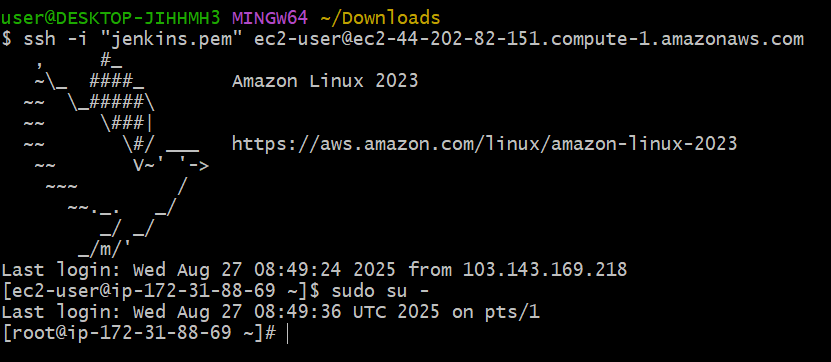 user@DESKTOP-JIHHMH3 MINGW64 ~/Downloads
$ ssh -i "jenkins.pem" ec2-user@ec2-44-202-82-151.compute-1.amazonaws.com
   ,     #_
   ~\_  ####_        Amazon Linux 2023
  ~~  \_#####\
  ~~     \###|
  ~~       \#/ ___   https://aws.amazon.com/linux/amazon-linux-2023
   ~~       V~' '->
    ~~~         /
      ~~._.   _/
         _/ _/
       _/m/'
Last login: Wed Aug 27 08:49:24 2025 from 103.143.169.218
[ec2-user@ip-172-31-88-69 ~]$ sudo su -
Last login: Wed Aug 27 08:49:36 UTC 2025 on pts/1
[root@ip-172-31-88-69 ~]#